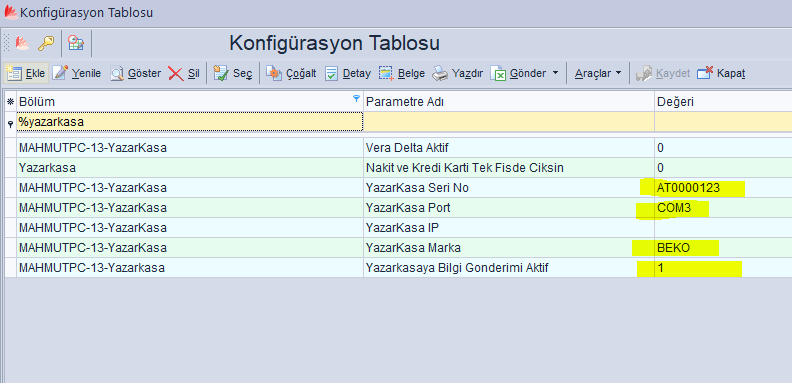 Konfigürasyon Tablosu
Konfigürasyon Tablosu
Ekle Yenile Göster Sil Seç Çoğalt Detay Belge Yazdır Gönder Araçlar Kaydet Kapat
Bölüm Parametre Adı Değeri
%yazarkasa
MAHMUTPC-13-YazarKasa Vera Delta Aktif 0
Yazarkasa Nakit ve Kredi Karti Tek Fisde Ciksin 0
MAHMUTPC-13-YazarKasa YazarKasa Seri No AT0000123
MAHMUTPC-13-YazarKasa YazarKasa Port COM3
MAHMUTPC-13-YazarKasa YazarKasa IP
MAHMUTPC-13-YazarKasa YazarKasa Marka BEKO
MAHMUTPC-13-Yazarkasa Yazarkasaya Bilgi Gonderimi Aktif 1